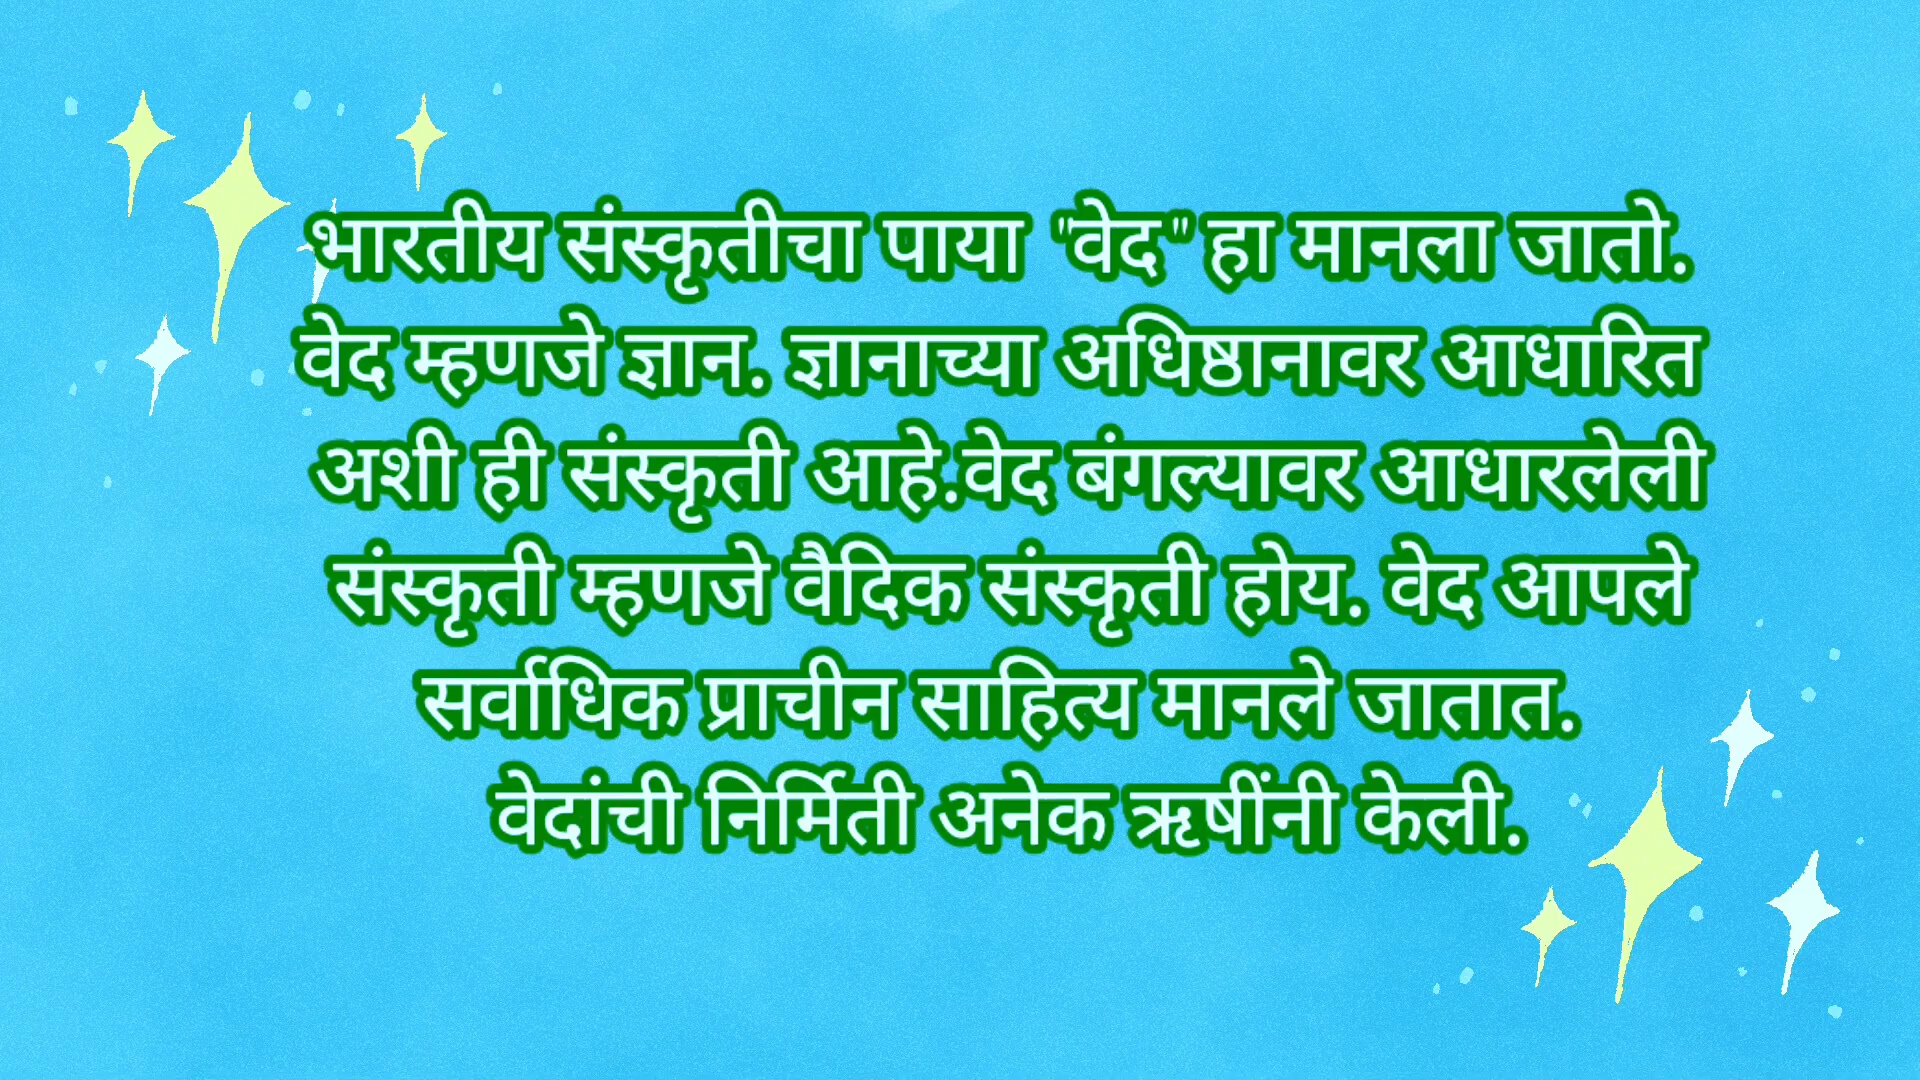 भारतीय संस्कृतीचा पाया "वेद" हा मानला जातो.
वेद म्हणजे ज्ञान. ज्ञानाच्या अधिष्ठानावर आधारित
अशी ही संस्कृती आहे.वेद बंगल्यावर आधारलेली
संस्कृती म्हणजे वैदिक संस्कृती होय. वेद आपले
सर्वाधिक प्राचीन साहित्य मानले जातात.
वेदांची निर्मिती अनेक ऋषींनी केली.